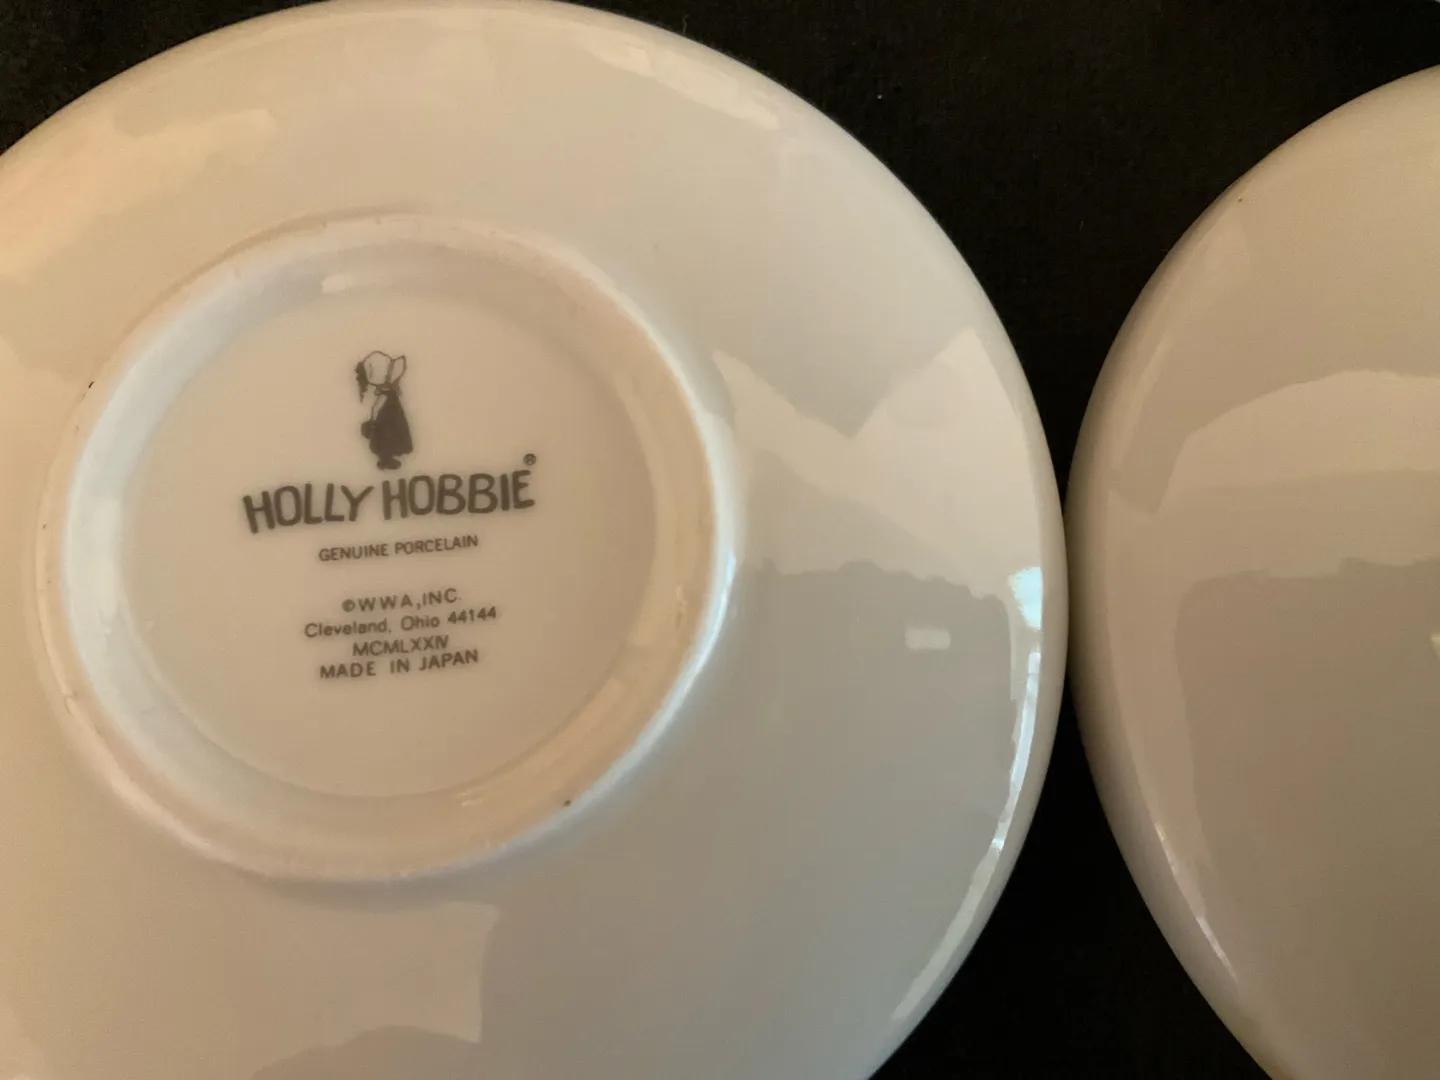 HOLLY HOBBIE®
GENUINE PORCELAIN
©WWA, INC.
Cleveland, Ohio 44144
MCMLXXIV
MADE IN JAPAN